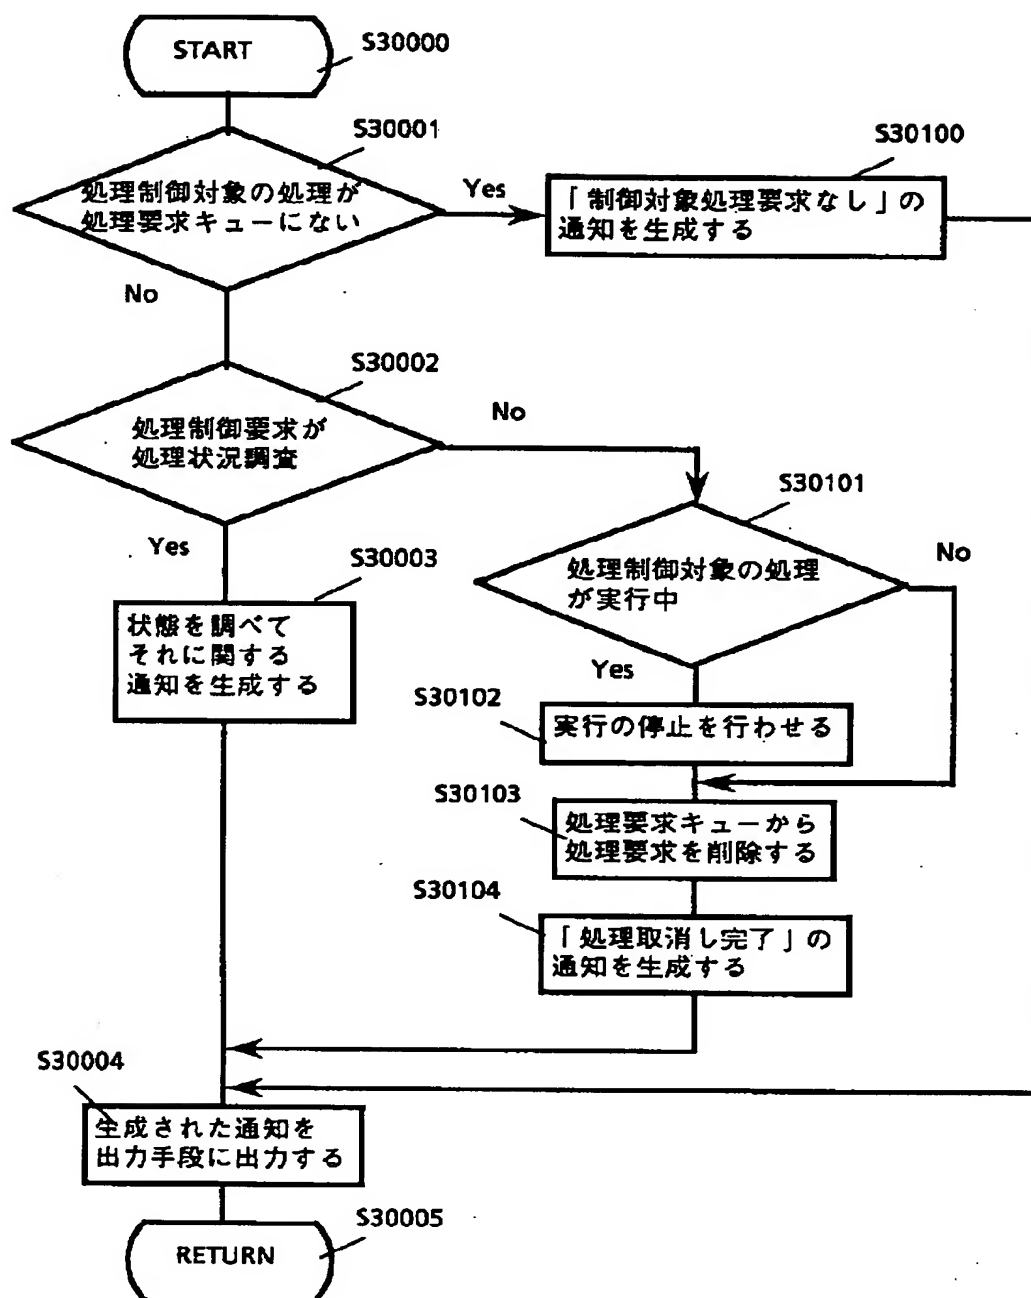 START
S30000
S30001
処理制御対象の処理が
処理要求キューにない
Yes
S30100
「制御対象処理要求なし」の
通知を生成する
No
S30002
処理制御要求が
処理状況調査
No
S30101
処理制御対象の処理
が実行中
No
Yes
S30003
状態を調べて
それに関する
通知を生成する
Yes
S30102
実行の停止を行わせる
S30103
処理要求キューから
処理要求を削除する
S30104
「処理取消し完了」の
通知を生成する
S30004
生成された通知を
出力手段に出力する
S30005
RETURN